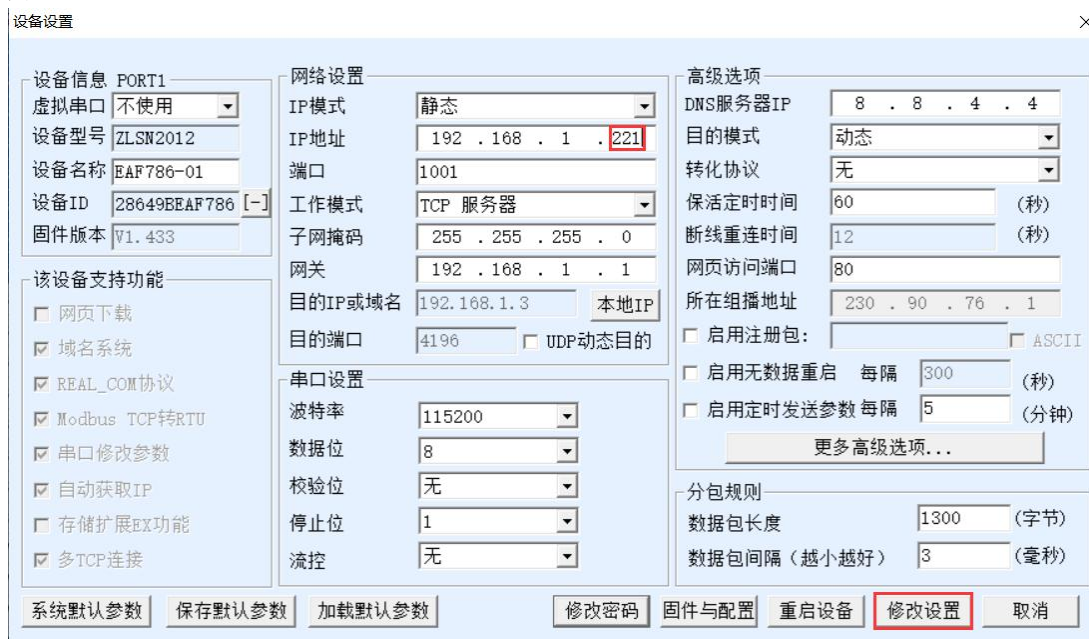 设备设置
设备信息 PORT1
虚拟串口 不使用
设备型号 ZLSN2012
设备名称 EAF786-01
设备ID 28649BEAF786 [-]
固件版本 V1.433
该设备支持功能
网页下载
域名系统
REAL_COM协议
Modbus TCP转RTU
串口修改参数
自动获取IP
存储扩展EX功能
多TCP连接
网络设置
IP模式 静态
IP地址 192 . 168 . 1 . 221
端口 1001
工作模式 TCP 服务器
子网掩码 255 . 255 . 255 . 0
网关 192 . 168 . 1 . 1
目的IP或域名 192.168.1.3 本地IP
目的端口 4196 UDP动态目的
串口设置
波特率 115200
数据位 8
校验位 无
停止位 1
流控 无
高级选项
DNS服务器IP 8 . 8 . 4 . 4
目的模式 动态
转化协议 无
保活定时时间 60 (秒)
断线重连时间 12 (秒)
网页访问端口 80
所在组播地址 230 . 90 . 76 . 1
启用注册包: ASCII
启用无数据重启 每隔 300 (秒)
启用定时发送参数 每隔 5 (分钟)
更多高级选项...
分包规则
数据包长度 1300 (字节)
数据包间隔(越小越好) 3 (毫秒)
系统默认参数 保存默认参数 加载默认参数 修改密码 固件与配置 重启设备 修改设置 取消